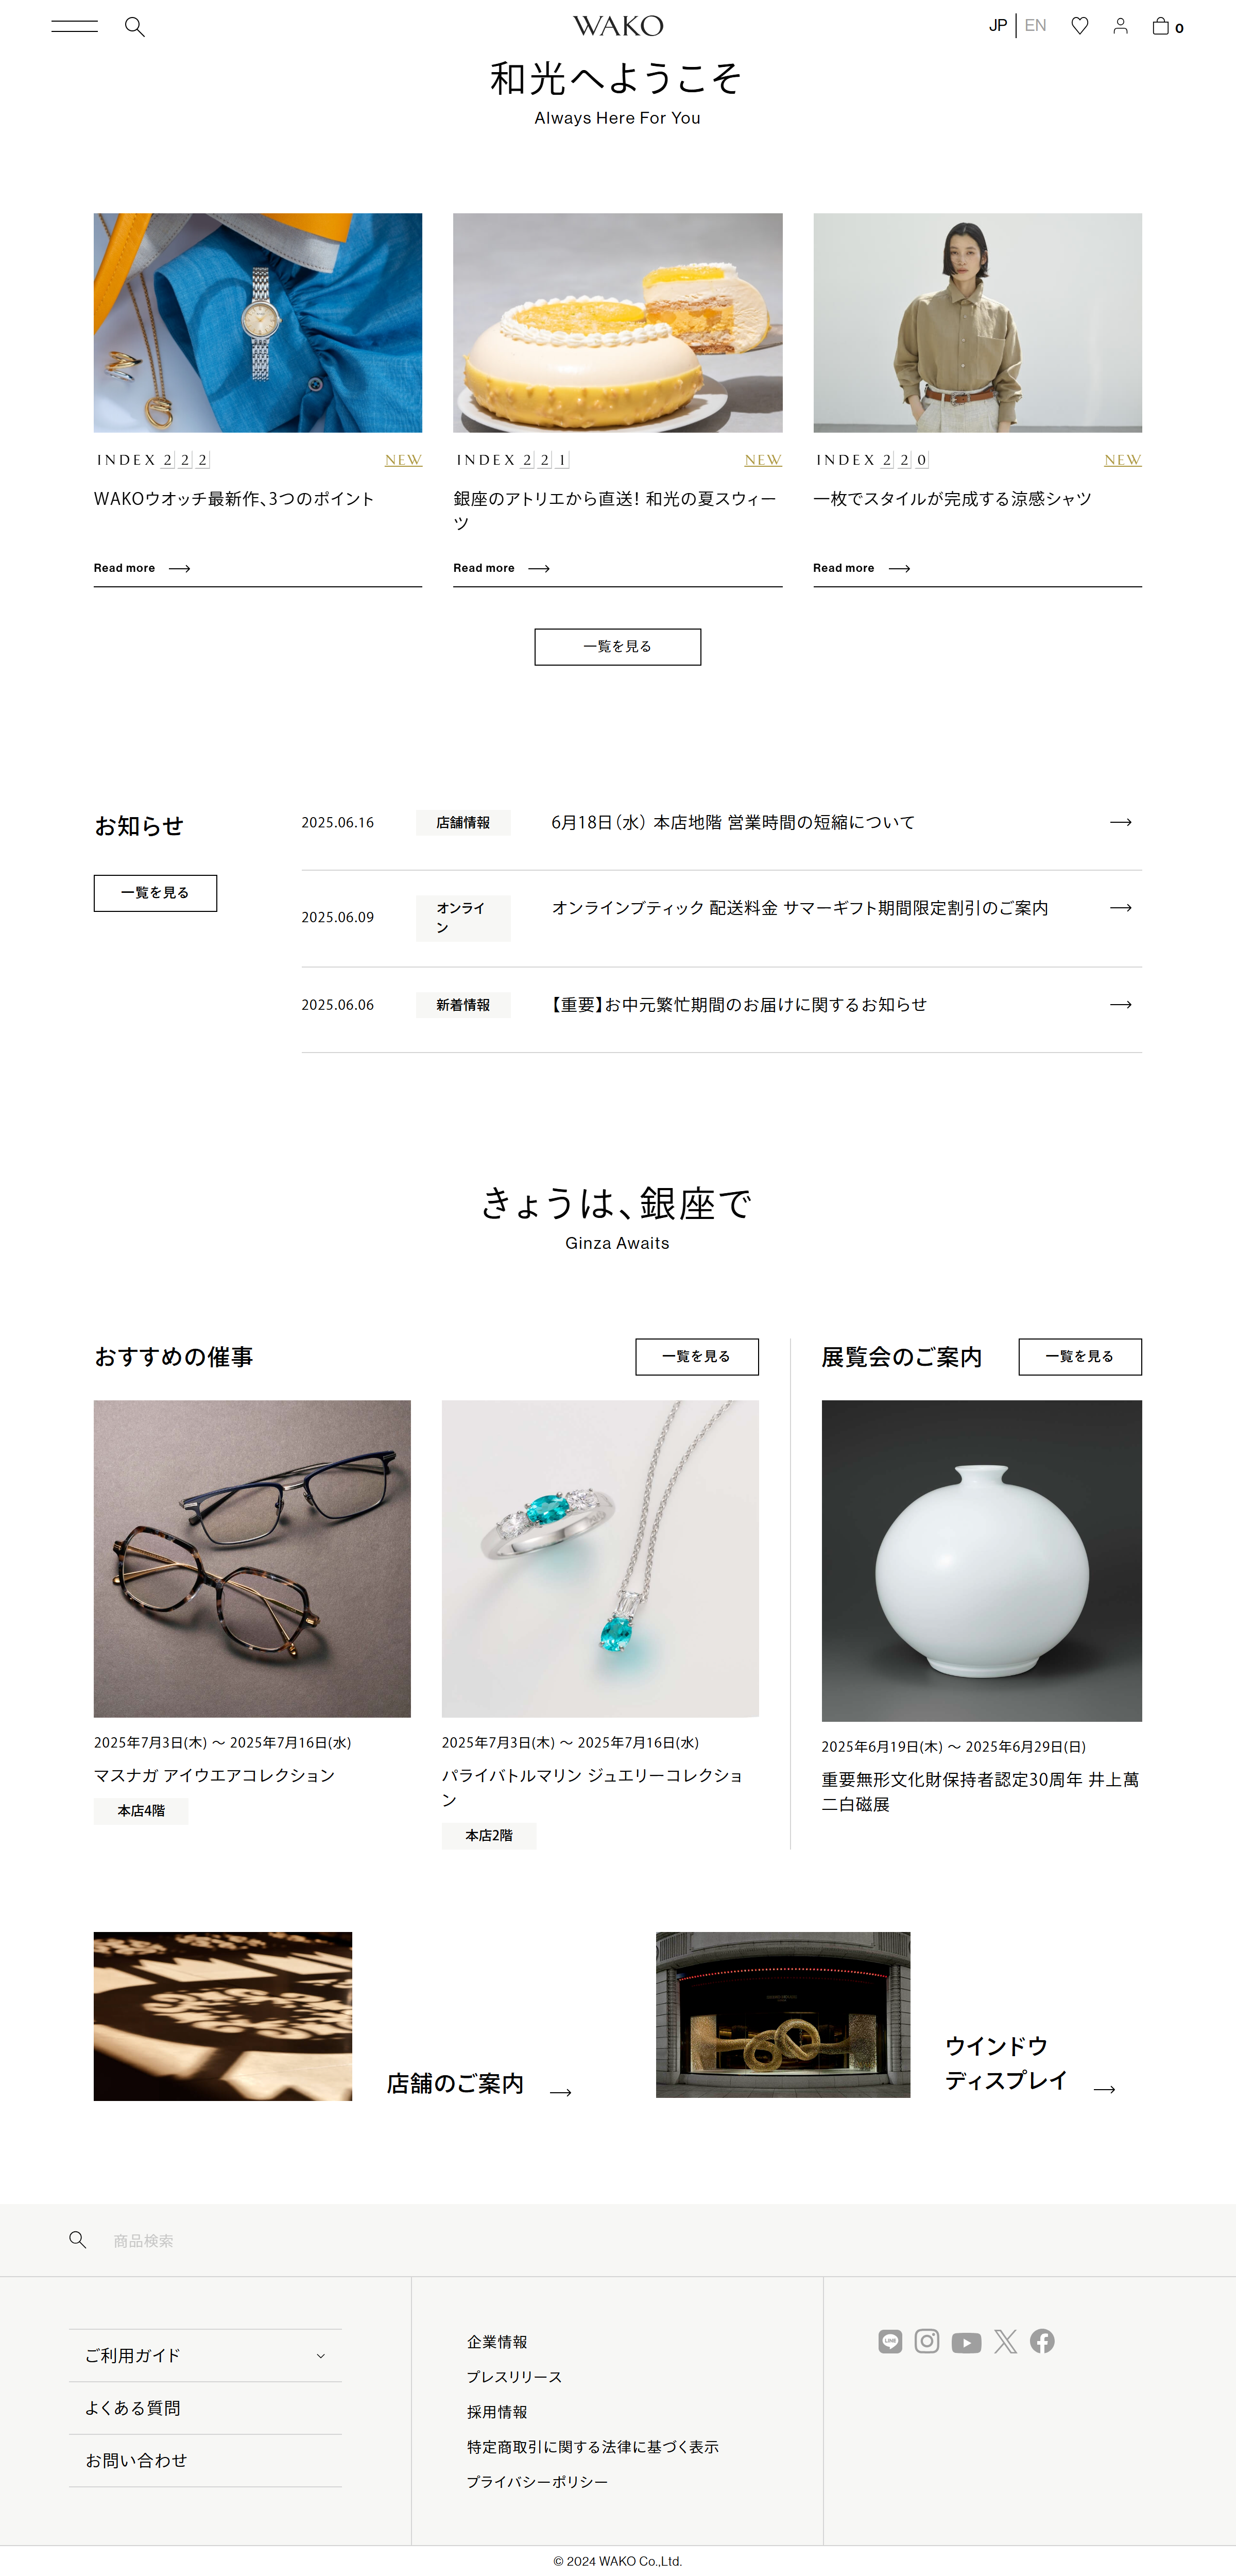 WAKO
JP
EN
0
和光へようこそ
Always Here For You
INDEX 222
NEW
WAKOウオッチ最新作、3つのポイント
Read more
INDEX 221
NEW
銀座のアトリエから直送！ 和光の夏スウィー
ツ
Read more
INDEX 220
NEW
一枚でスタイルが完成する涼感シャツ
Read more
一覧を見る
お知らせ
一覧を見る
2025.06.16
店舗情報
6月18日（水） 本店地階 営業時間の短縮について
2025.06.09
オンライ
ン
オンラインブティック 配送料金 サマーギフト期間限定割引のご案内
2025.06.06
新着情報
【重要】お中元繁忙期間のお届けに関するお知らせ
きょうは、銀座で
Ginza Awaits
おすすめの催事
一覧を見る
2025年7月3日(木) ～ 2025年7月16日(水)
マスナガ アイウエアコレクション
本店4階
2025年7月3日(木) ～ 2025年7月16日(水)
パライバトルマリン ジュエリーコレクショ
ン
本店2階
展覧会のご案内
一覧を見る
2025年6月19日(木) ～ 2025年6月29日(日)
重要無形文化財保持者認定30周年 井上萬
二白磁展
店舗のご案内
ウインドウ
ディスプレイ
商品検索
ご利用ガイド
よくある質問
お問い合わせ
企業情報
プレスリリース
採用情報
特定商取引に関する法律に基づく表示
プライバシーポリシー
LINE
© 2024 WAKO Co.,Ltd.